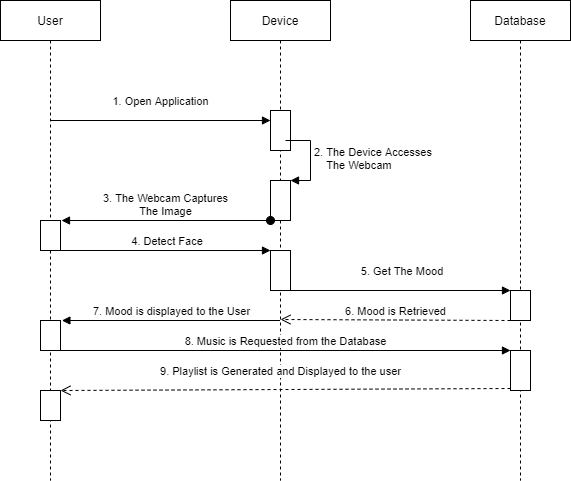 User
Device
Database
1. Open Application
2. The Device Accesses
The Webcam
3. The Webcam Captures
The Image
4. Detect Face
5. Get The Mood
6. Mood is Retrieved
7. Mood is displayed to the User
8. Music is Requested from the Database
9. Playlist is Generated and Displayed to the user